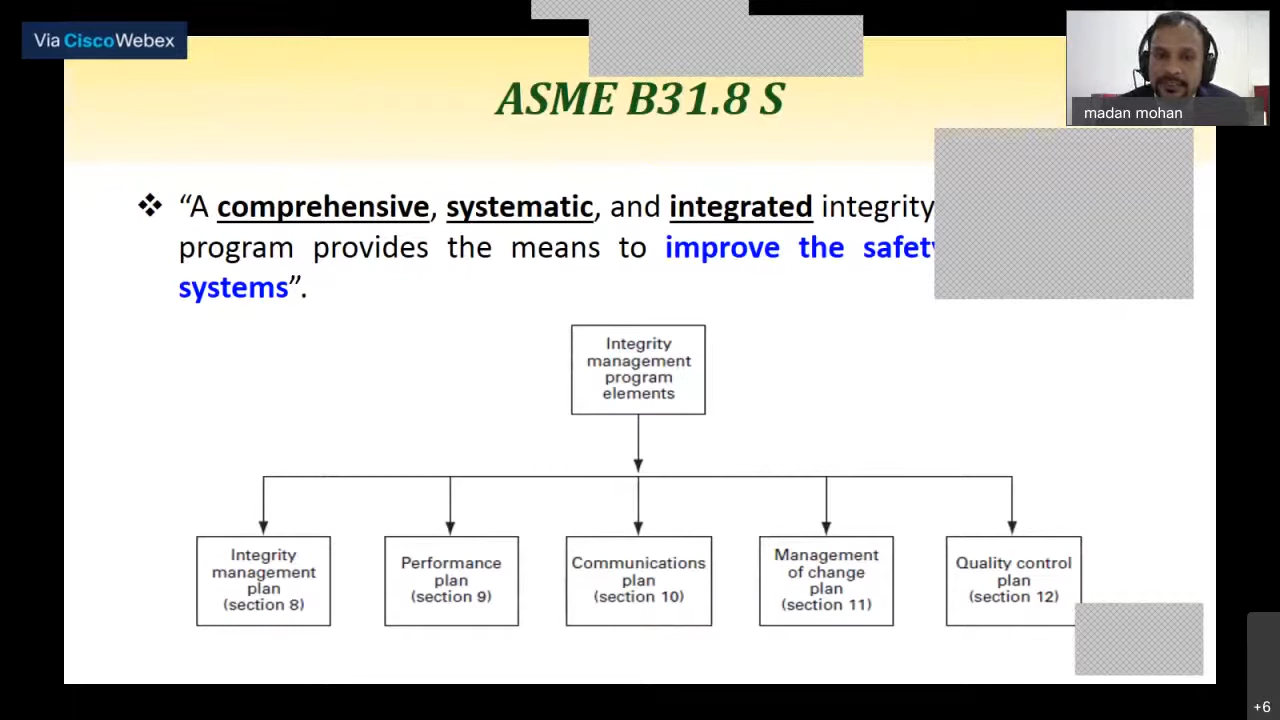 Via Cisco Webex
ASME B31.8 S
madan mohan
“A comprehensive, systematic, and integrated integrity
program provides the means to improve the
systems”.
Integrity
management
program
elements
Integrity
management
plan
(section 8)
Performance
plan
(section 9)
Communications
plan
(section 10)
Management
of change
plan
(section 11)
Quality control
plan
(section 12)
+6